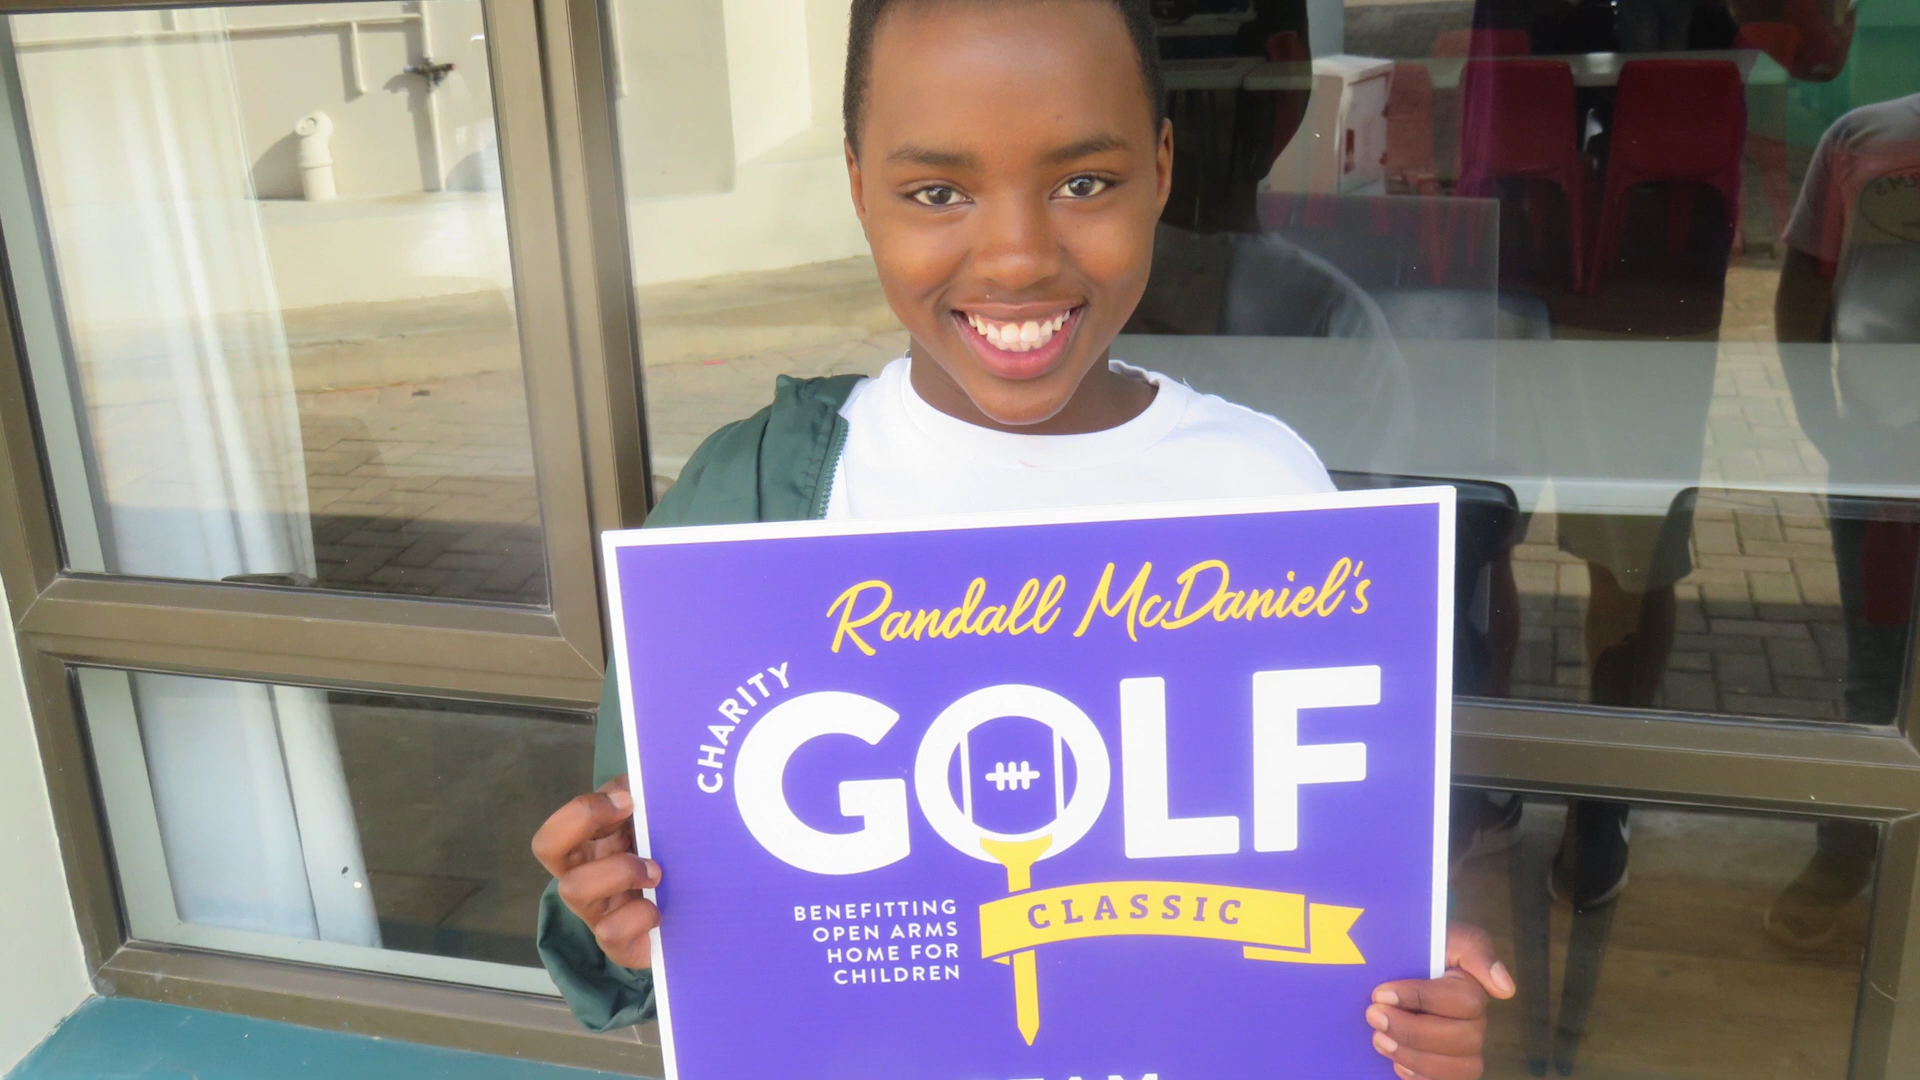 Randall McDaniel's
CHARITY
GOLF
CLASSIC
BENEFITTING
OPEN ARMS
HOME FOR
CHILDREN